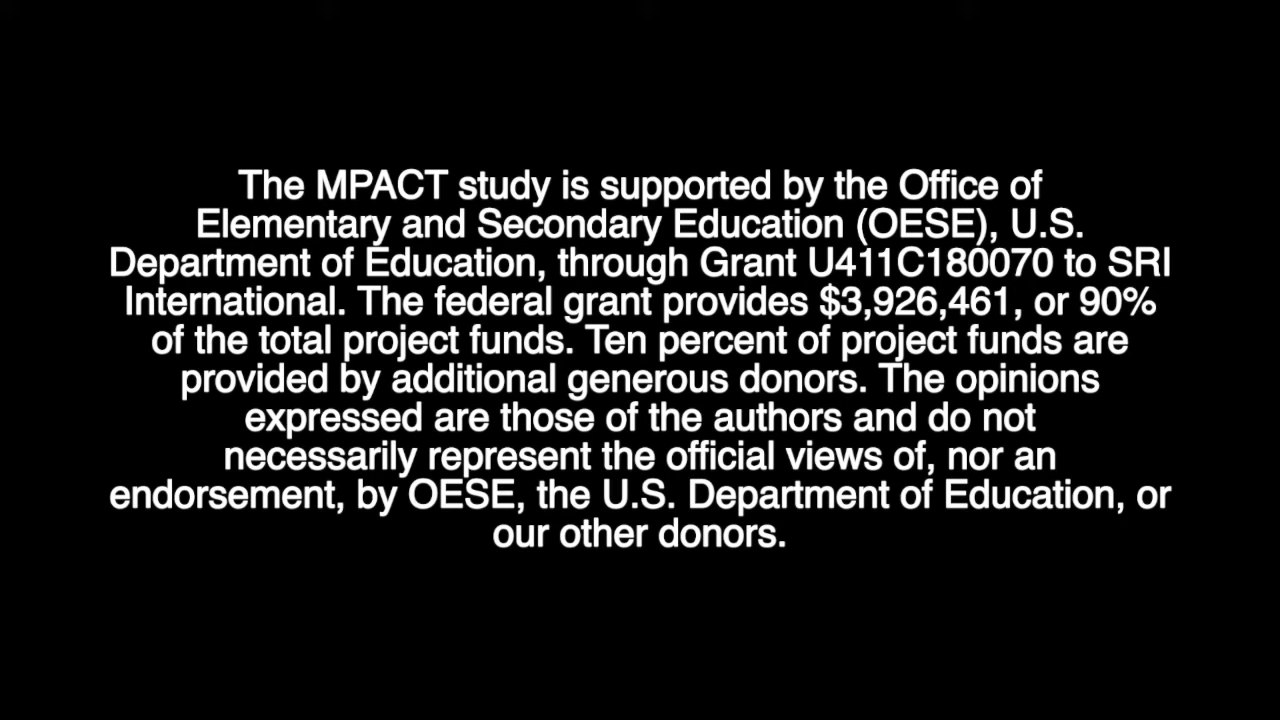 The MPACT study is supported by the Office of
Elementary and Secondary Education (OESE), U.S.
Department of Education, through Grant U411C180070 to SRI
International. The federal grant provides $3,926,461, or 90%
of the total project funds. Ten percent of project funds are
provided by additional generous donors. The opinions
expressed are those of the authors and do not
necessarily represent the official views of, nor an
endorsement, by OESE, the U.S. Department of Education, or
our other donors.